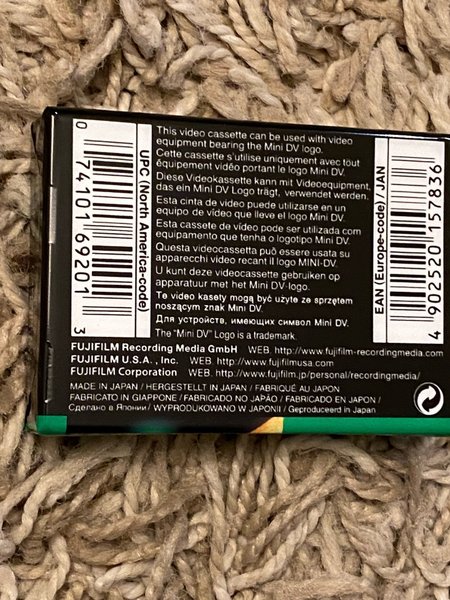 0 74101 69201 3
UPC (North America-code)
This video cassette can be used with video
equipment bearing the Mini DV logo.
Cette cassette s'utilise uniquement avec tout
équipement vidéo portant le logo Mini DV.
Diese Videokassette kann mit Videoequipment,
das ein Mini DV Logo trägt, verwendet werden.
Esta cinta de vídeo puede utilizarse en un
equipo de vídeo que lleve el logo Mini DV.
Esta cassete de vídeo pode ser utilizada com
equipamento que tenha o logotipo Mini DV.
Questa videocassetta può essere usata su
apparecchi video recant il logo MINI-DV.
U kunt deze videocassette gebruiken op
apparatuur met het Mini DV-logo.
Te video kasety mogą być użyte ze sprzętem
noszącym znak Mini DV.
Для устройств, имеющих символ Mini DV.
The "Mini DV" Logo is a trademark.
EAN (Europe-code) / JAN
4 902520 157836
FUJIFILM Recording Media GmbH WEB. http://www.fujifilm-recordingmedia.com
FUJIFILM U.S.A., Inc. WEB. http://www.fujifilmusa.com
FUJIFILM Corporation WEB. http://www.fujifilm.jp/personal/recordingmedia/
MADE IN JAPAN / HERGESTELLT IN JAPAN / FABRIQUÉ AU JAPON
FABRICATO IN GIAPPONE / FABRICADO NO JAPÃO / FABRICADO EN JAPON /
Сделано в Японии / WYPRODUKOWANO W JAPONII / Geproduceerd in Japan